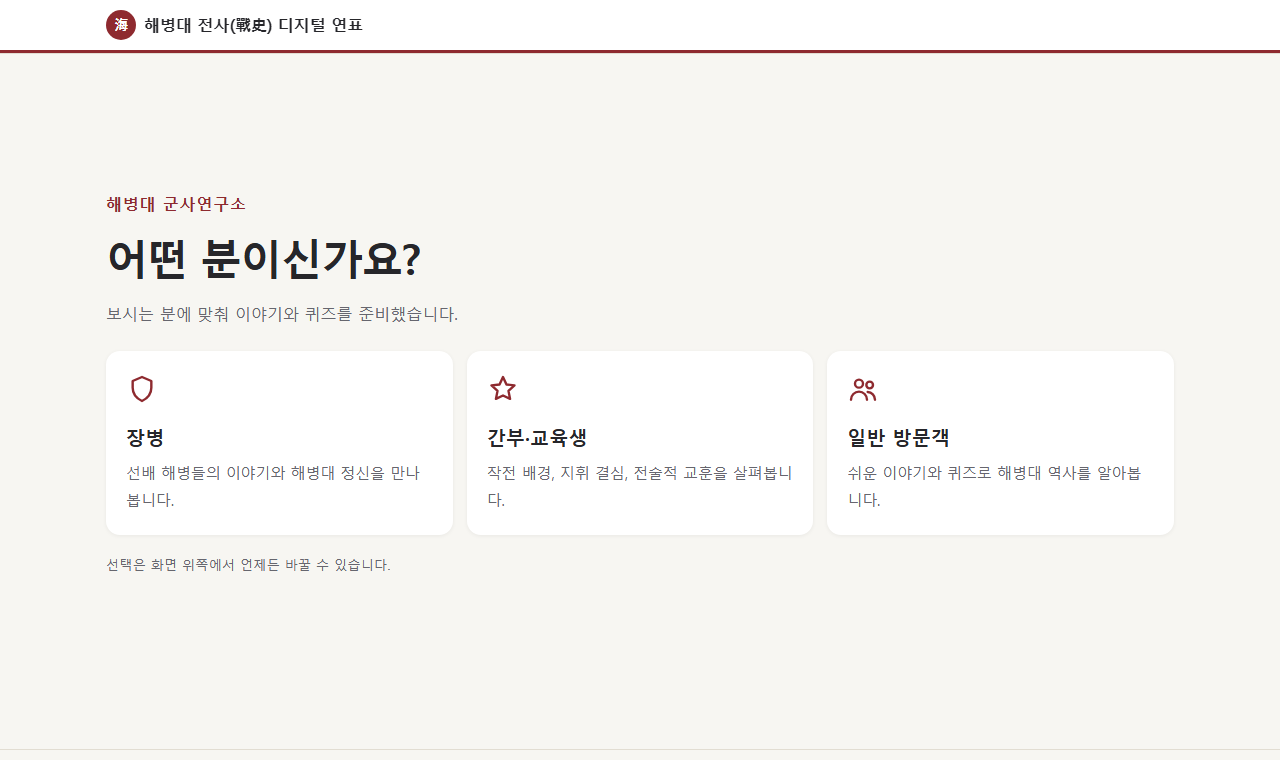 海 해병대 전사(戰史) 디지털 연표
해병대 군사연구소
어떤 분이신가요?
보시는 분에 맞춰 이야기와 퀴즈를 준비했습니다.
장병
선배 해병들의 이야기와 해병대 정신을 만나
봅니다.
간부·교육생
작전 배경, 지휘 결심, 전술적 교훈을 살펴봅니
다.
일반 방문객
쉬운 이야기와 퀴즈로 해병대 역사를 알아봅
니다.
선택은 화면 위쪽에서 언제든 바꿀 수 있습니다.